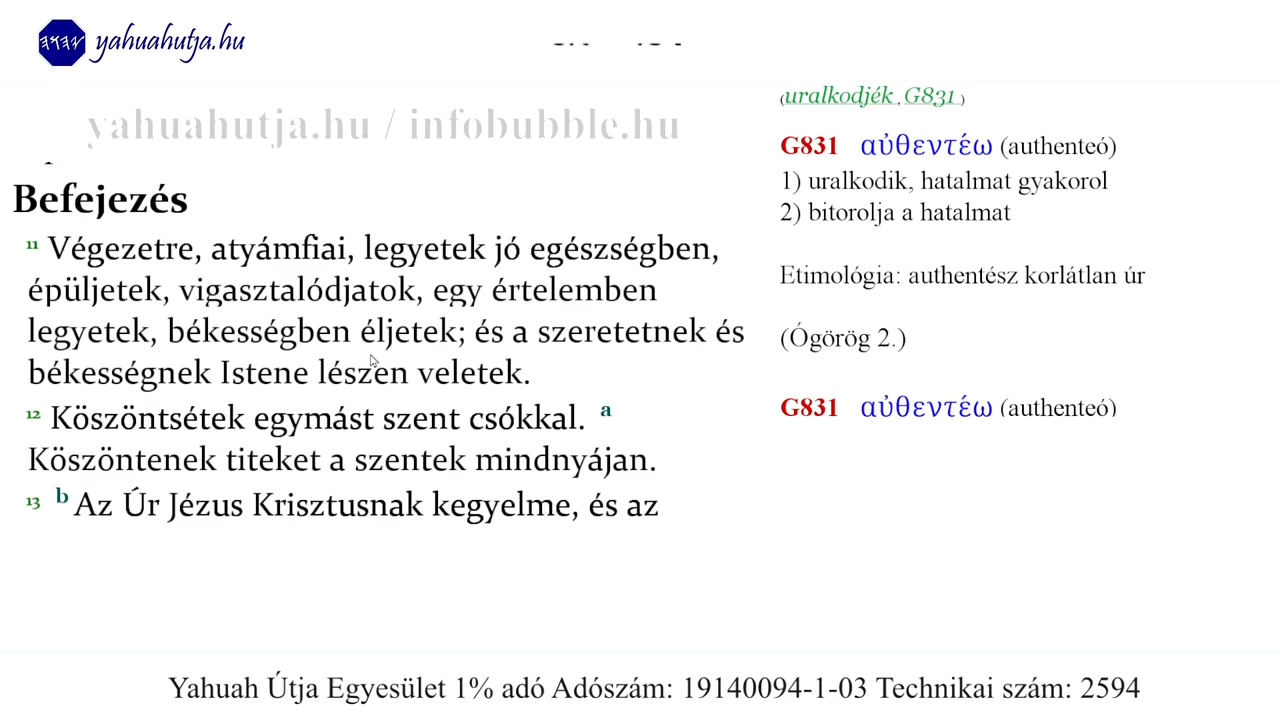 yahuahutja.hu
yahuahutja.hu / infobubble.hu
Befejezés
11 Végezetre, atyámfiai, legyetek jó egészségben,
épüljetek, vigasztalódjatok, egy értelemben
legyetek, békességben éljetek; és a szeretetnek és
békességnek Istene lészen veletek.
12 Köszöntsétek egymást szent csókkal. a
Köszöntenek titeket a szentek mindnyájan.
13 b Az Úr Jézus Krisztusnak kegyelme, és az
(uralkodjék , G831 )
G831 αὐθεντέω (authenteó)
1) uralkodik, hatalmat gyakorol
2) bitorolja a hatalmat
Etimológia: authentész korlátlan úr
(Ógörög 2.)
G831 αὐθεντέω (authenteó)
Yahuah Útja Egyesület 1% adó Adószám: 19140094-1-03 Technikai szám: 2594